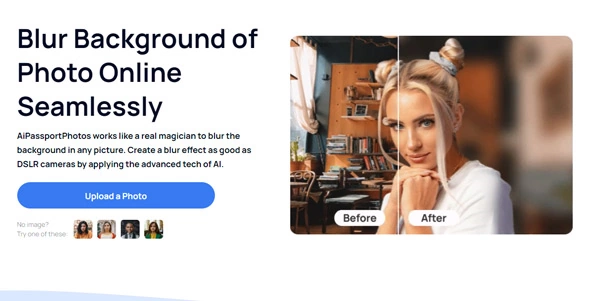 Blur Background of
Photo Online
Seamlessly
AiPassportPhotos works like a real magician to blur the
background in any picture. Create a blur effect as good as
DSLR cameras by applying the advanced tech of AI.
Upload a Photo
No image?
Try one of these:
Before
After